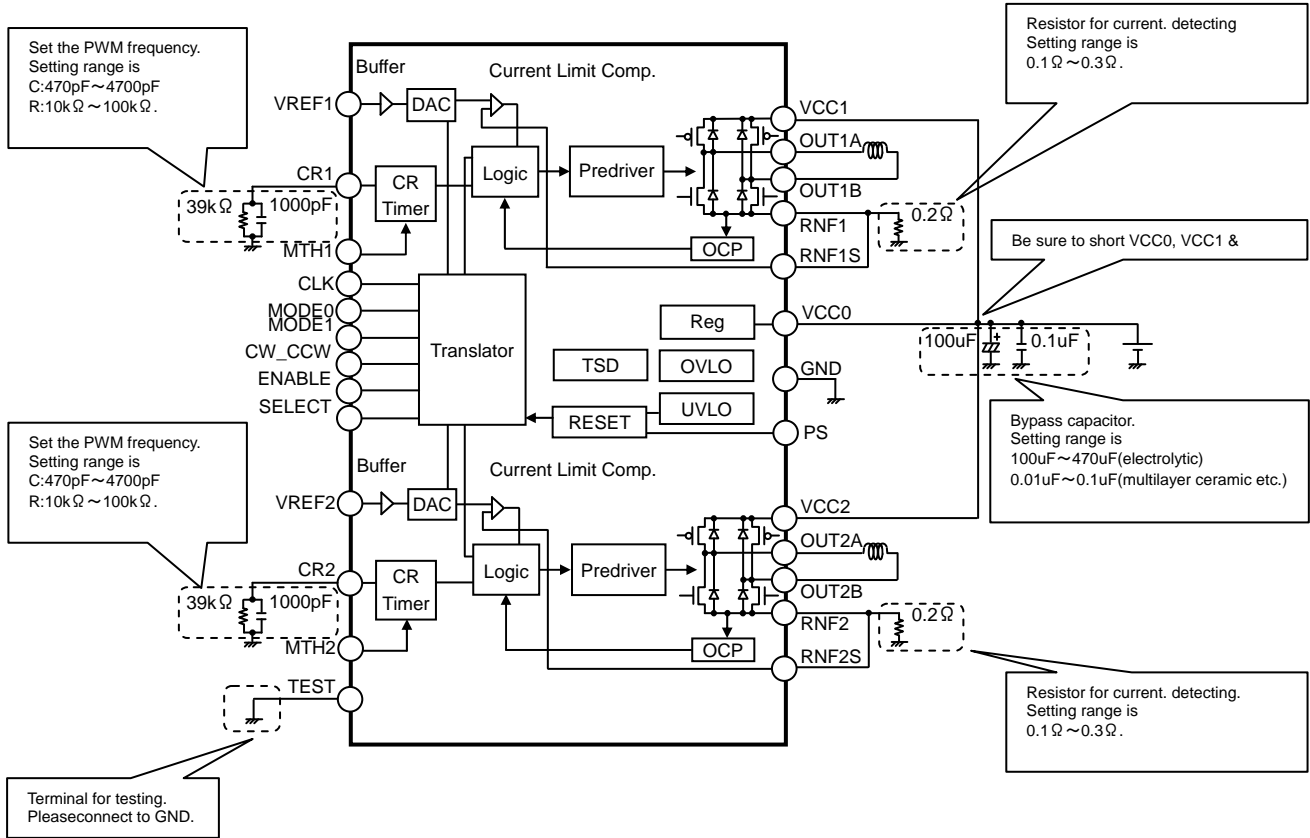 Set the PWM frequency.
Setting range is
C:470pF～4700pF
R:10kΩ～100kΩ.
Resistor for current. detecting
Setting range is
0.1Ω～0.3Ω.
Buffer
Current Limit Comp.
VREF1
DAC
VCC1
OUT1A
OUT1B
CR1
CR
Timer
Logic
Predriver
39kΩ
1000pF
RNF1
0.2Ω
MTH1
OCP
RNF1S
Be sure to short VCC0, VCC1 &
CLK
MODE0
MODE1
CW_CCW
ENABLE
SELECT
Translator
Reg
VCC0
100uF
+
0.1uF
TSD
OVLO
GND
UVLO
RESET
PS
Bypass capacitor.
Setting range is
100uF～470uF(electrolytic)
0.01uF～0.1uF(multilayer ceramic etc.)
Set the PWM frequency.
Setting range is
C:470pF～4700pF
R:10kΩ～100kΩ.
Buffer
Current Limit Comp.
VREF2
DAC
VCC2
OUT2A
OUT2B
CR2
CR
Timer
Logic
Predriver
39kΩ
1000pF
RNF2
0.2Ω
MTH2
OCP
RNF2S
TEST
Resistor for current. detecting.
Setting range is
0.1Ω～0.3Ω.
Terminal for testing.
Pleaseconnect to GND.